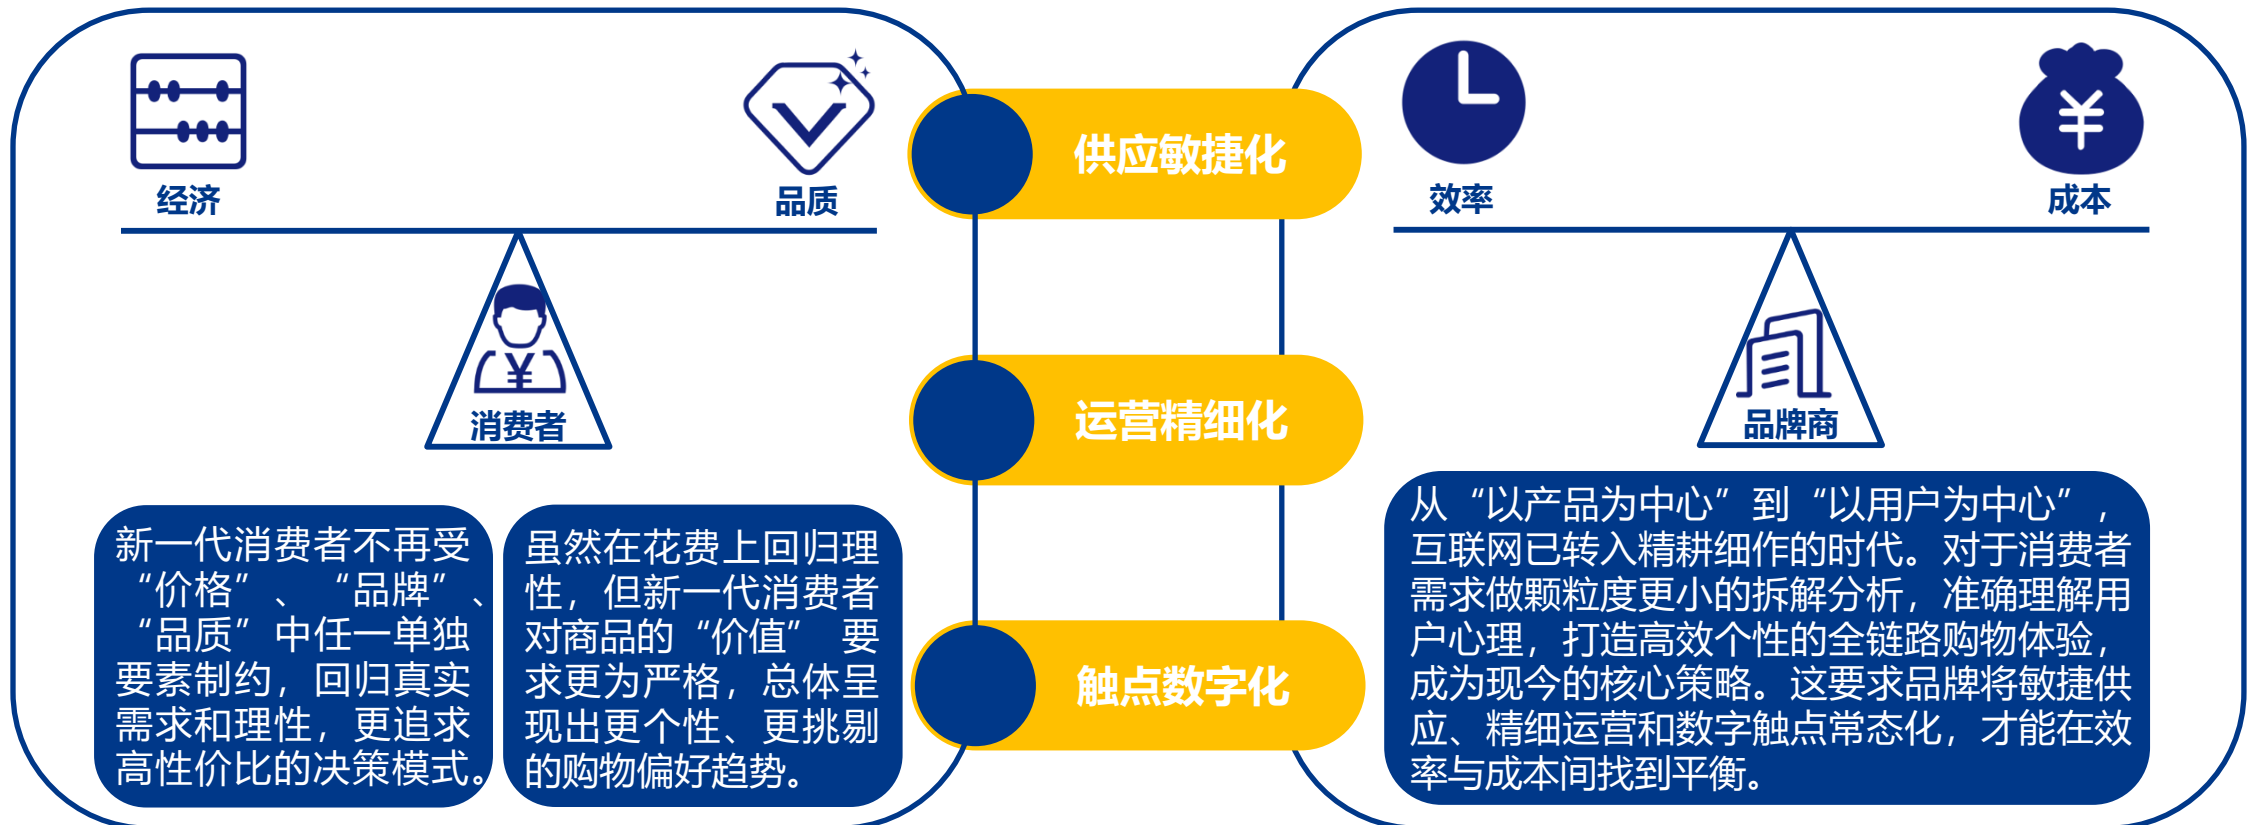 经济
品质
消费者
新一代消费者不再受
“价格”、“品牌”、
“品质”中任一单独
要素制约，回归真实
需求和理性，更追求
高性价比的决策模式。
虽然在花费上回归理
性，但新一代消费者
对商品的“价值” 要
求更为严格，总体呈
现出更个性、更挑剔
的购物偏好趋势。
供应敏捷化
运营精细化
触点数字化
效率
成本
品牌商
从“以产品为中心”到“以用户为中心”，
互联网已转入精耕细作的时代。对于消费者
需求做颗粒度更小的拆解分析，准确理解用
户心理，打造高效个性的全链路购物体验，
成为现今的核心策略。这要求品牌将敏捷供
应、精细运营和数字触点常态化，才能在效
率与成本间找到平衡。